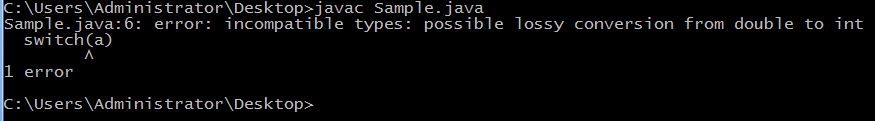 C:\Users\Administrator\Desktop>javac Sample.java
Sample.java:6: error: incompatible types: possible lossy conversion from double to int
  switch(a)
        ^
1 error
C:\Users\Administrator\Desktop>